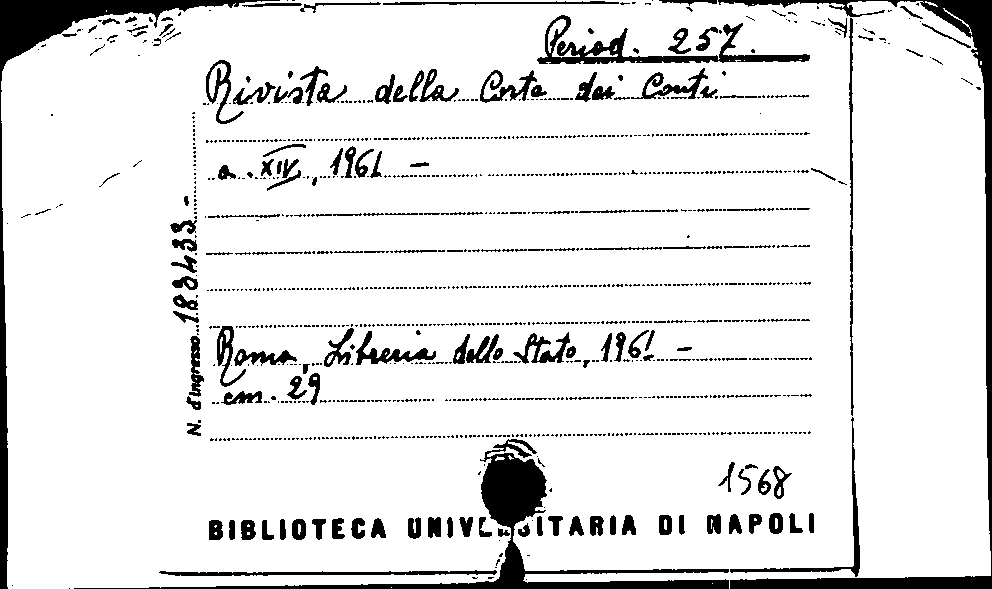 Period. 257.
Rivista della Corte dei Conti
a. XIV, 1961 -
N. d'ingresso 183433 -
Roma, Libreria dello Stato, 1961 -
cm. 29
1568
BIBLIOTECA UNIVERSITARIA DI NAPOLI